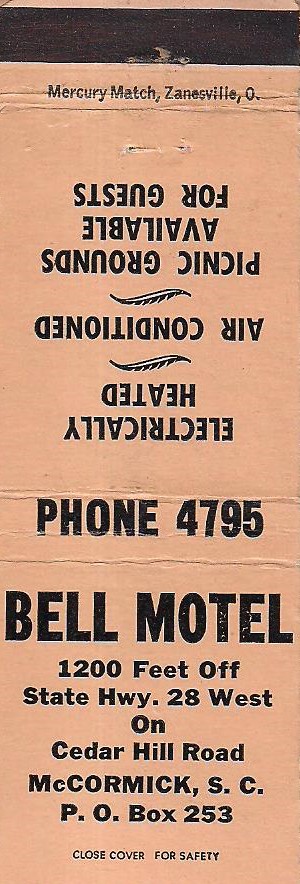 Mercury Match, Zanesville, O.
ELECTRICALLY
HEATED
AIR CONDITIONED
PICNIC GROUNDS
AVAILABLE
FOR GUESTS
PHONE 4795
BELL MOTEL
1200 Feet Off
State Hwy. 28 West
On
Cedar Hill Road
McCORMICK, S. C.
P. O. Box 253
CLOSE COVER FOR SAFETY